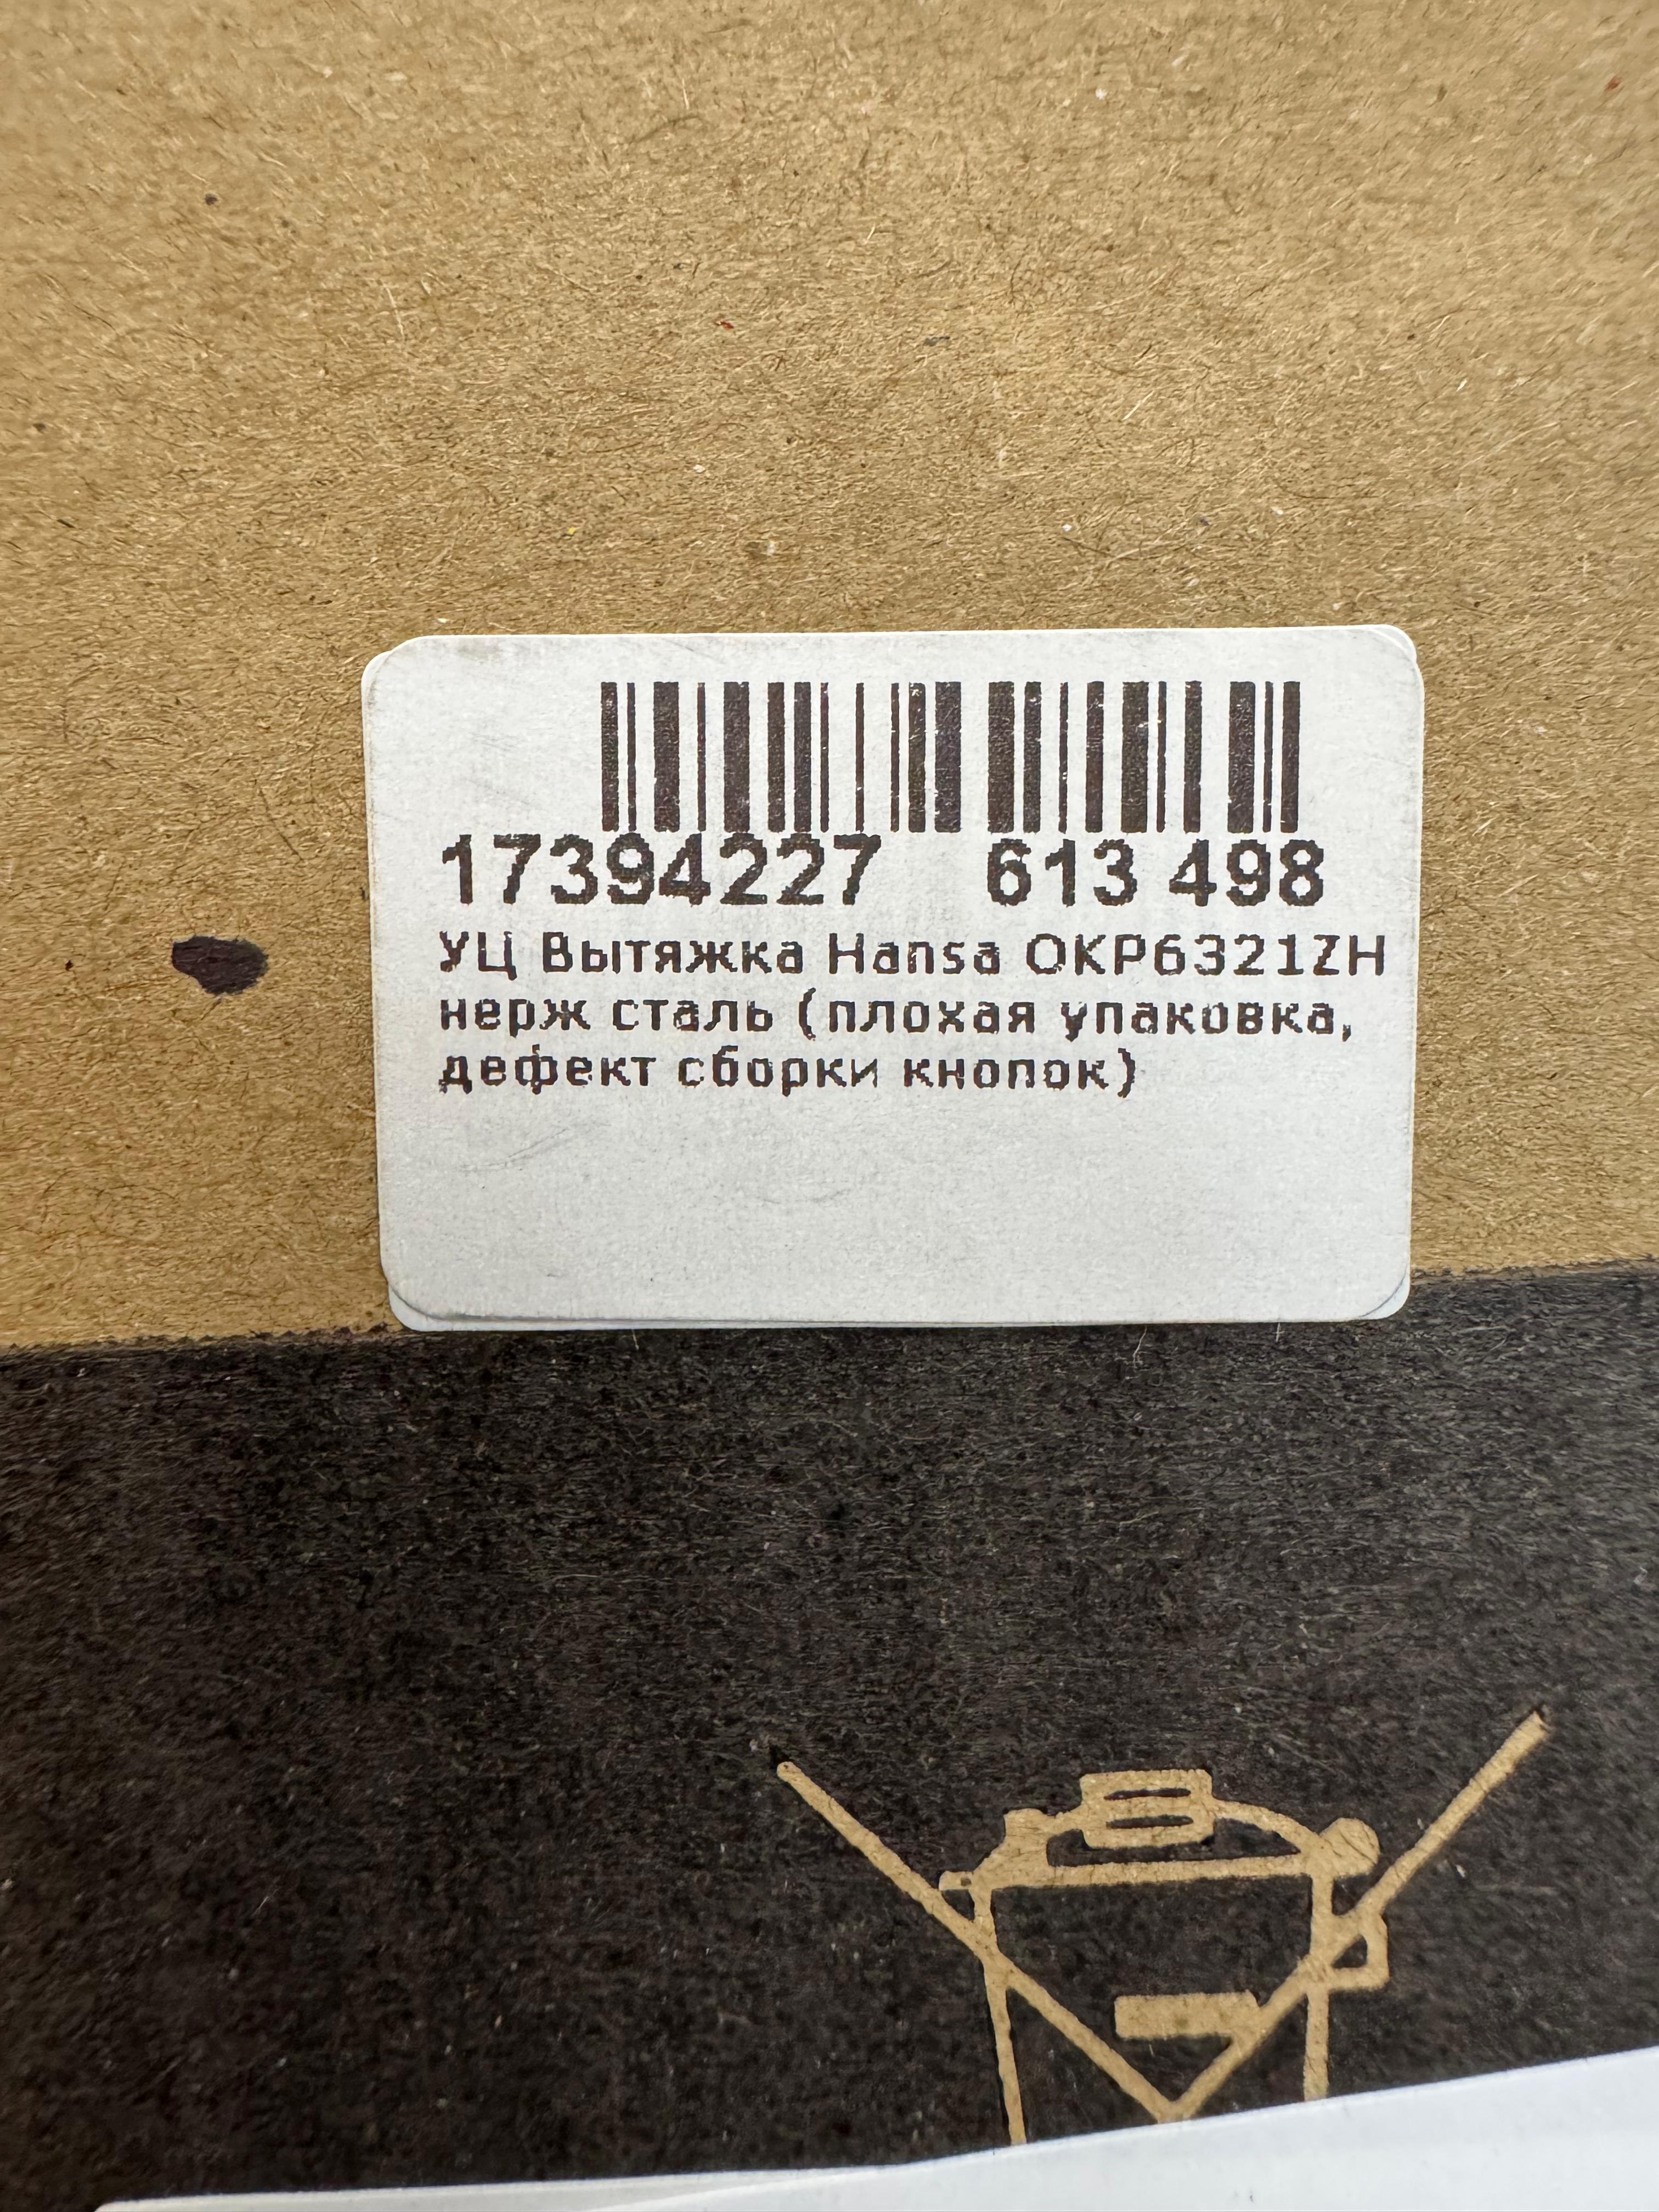 17394227 613 498
УЦ Вытяжка Hansa OKP6321ZH
нерж сталь (плохая упаковка,
дефект сборки кнопок)